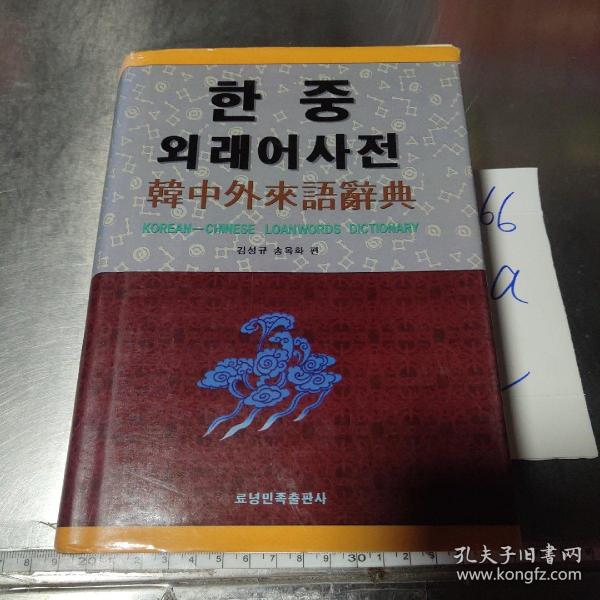 한 중
외래어사전
韓中外來語辭典
KOREAN—CHINESE LOANWORDS DICTIONARY
김성규 송옥화 편
료녕민족출판사
66
a
30
孔夫子旧书网
www.kongfz.com